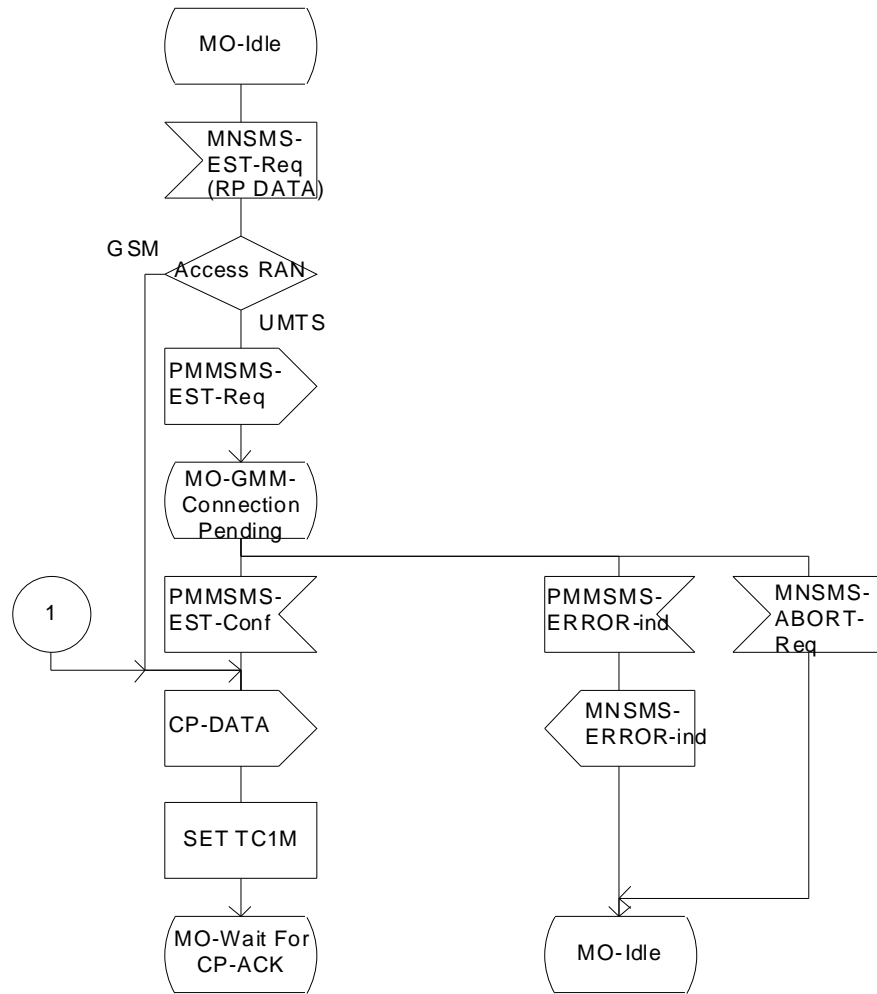 MO-Idle
MNSMS-
EST-Req
(RP DATA)
GSM
Access RAN
UMTS
PMMSMS-
EST-Req
MO-GMM-
Connection
Pending
1
PMMSMS-
EST-Conf
PMMSMS-
ERROR-ind
MNSMS-
ABORT-
Req
CP-DATA
MNSMS-
ERROR-ind
SET TC1M
MO-Wait For
CP-ACK
MO-Idle